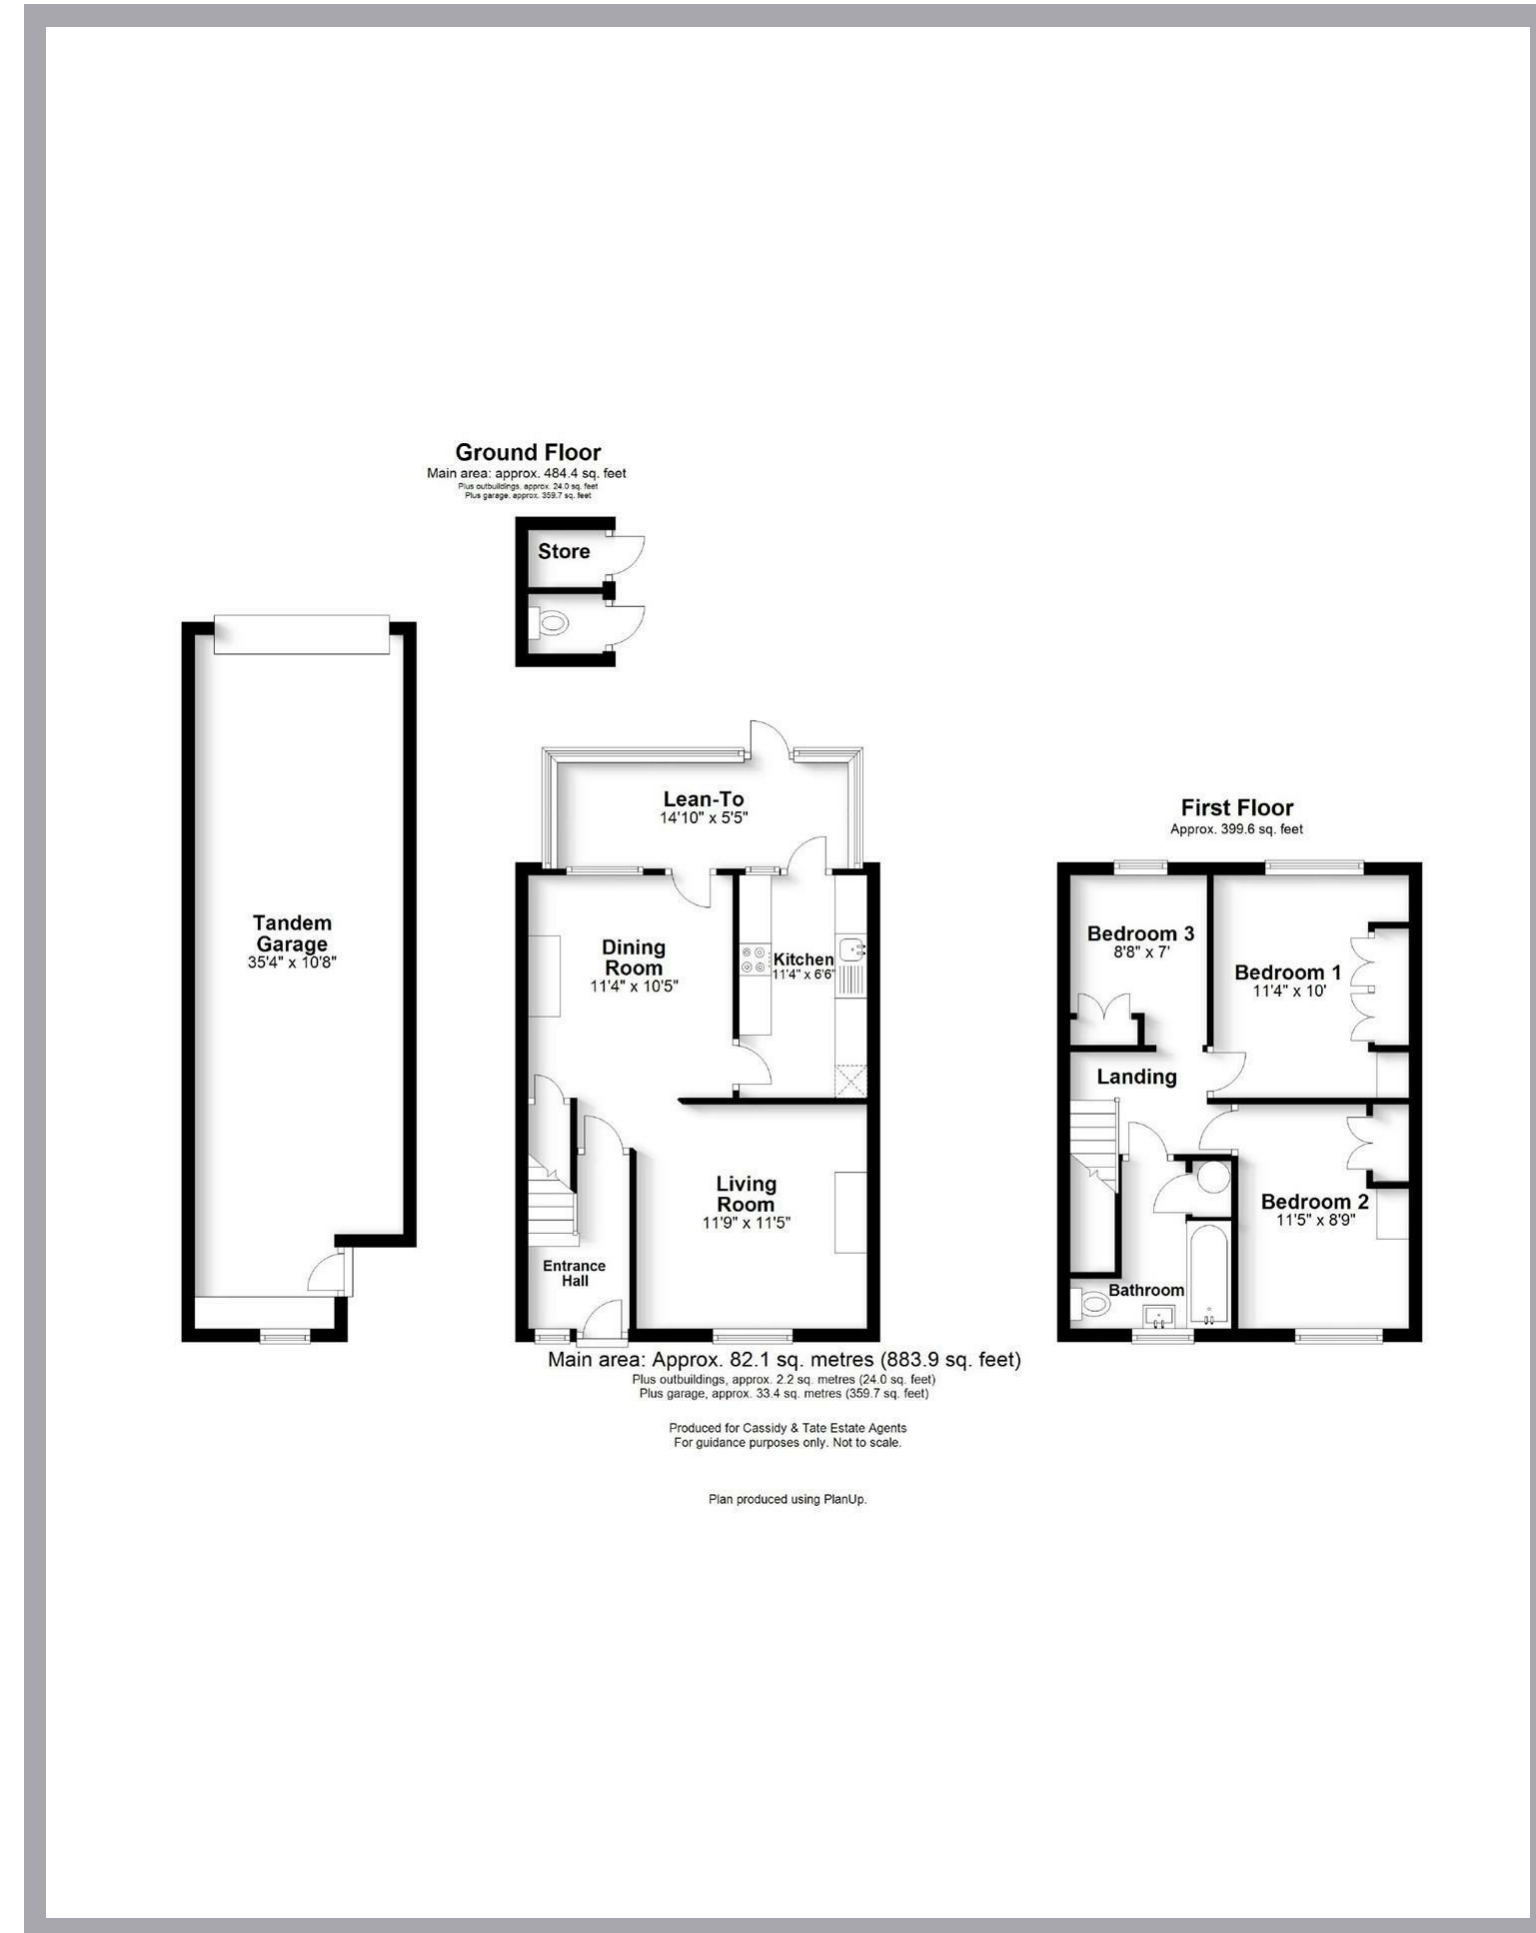 Ground Floor
Main area: approx. 484.4 sq. feet
Plus outbuildings, approx. 24.0 sq. feet
Plus garage, approx. 359.7 sq. feet
Store
Lean-To
14'10" x 5'5"
Tandem
Garage
35'4" x 10'8"
Dining
Room
11'4" x 10'5"
Kitchen
11'4" x 6'6"
Living
Room
11'9" x 11'5"
Entrance
Hall
First Floor
Approx. 399.6 sq. feet
Bedroom 3
8'8" x 7'
Bedroom 1
11'4" x 10'
Landing
Bedroom 2
11'5" x 8'9"
Bathroom
Main area: Approx. 82.1 sq. metres (883.9 sq. feet)
Plus outbuildings, approx. 2.2 sq. metres (24.0 sq. feet)
Plus garage, approx. 33.4 sq. metres (359.7 sq. feet)
Produced for Cassidy & Tate Estate Agents
For guidance purposes only. Not to scale.
Plan produced using PlanUp.